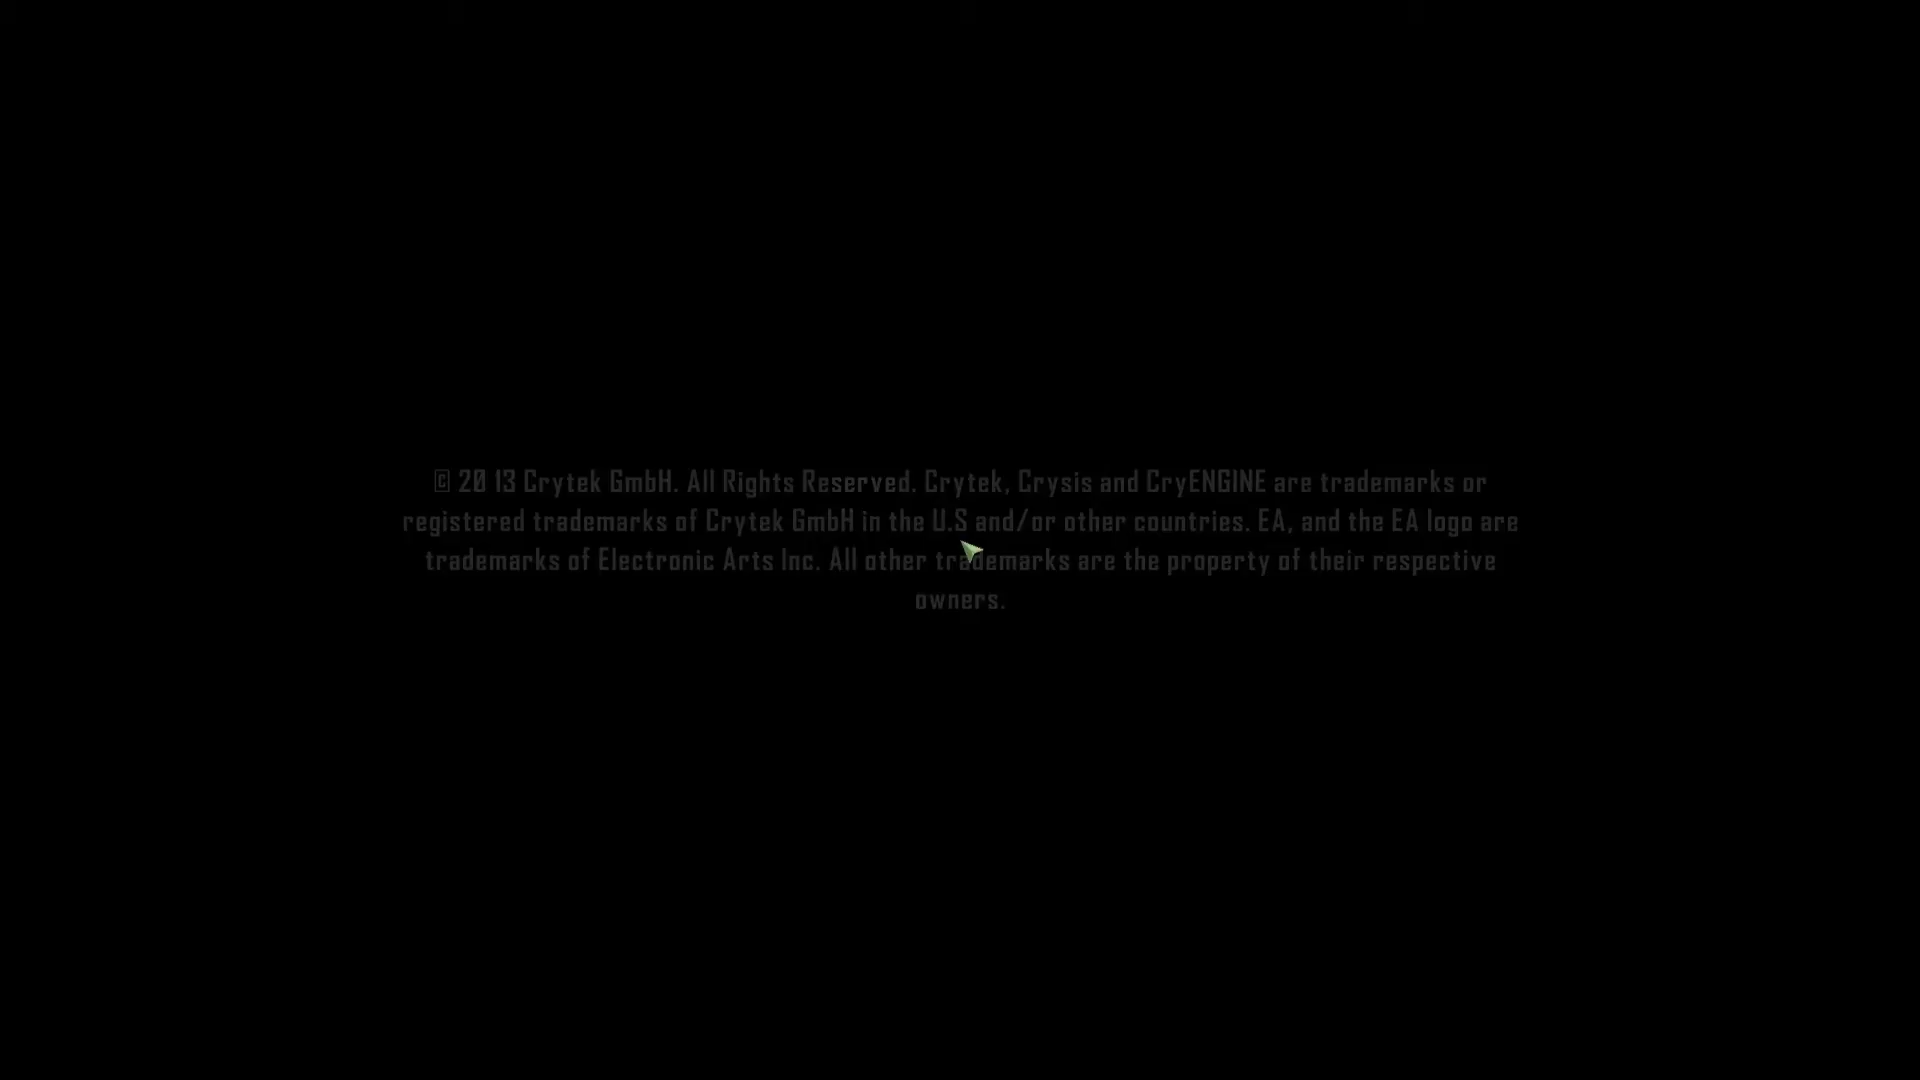 © 2013 Crytek GmbH. All Rights Reserved. Crytek, Crysis and CryENGINE are trademarks or
registered trademarks of Crytek GmbH in the U.S and/or other countries. EA, and the EA logo are
trademarks of Electronic Arts Inc. All other trademarks are the property of their respective
owners.